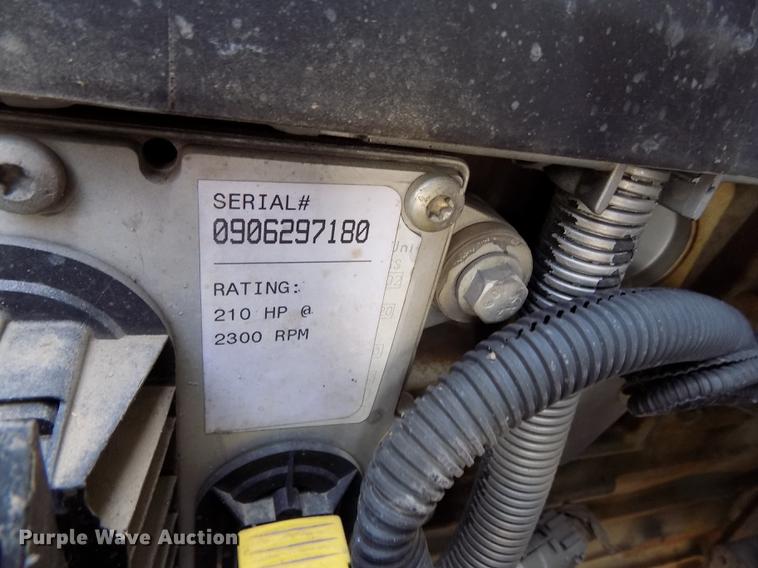 SERIAL#
0906297180
RATING:
210 HP @
2300 RPM
Purple Wave Auction